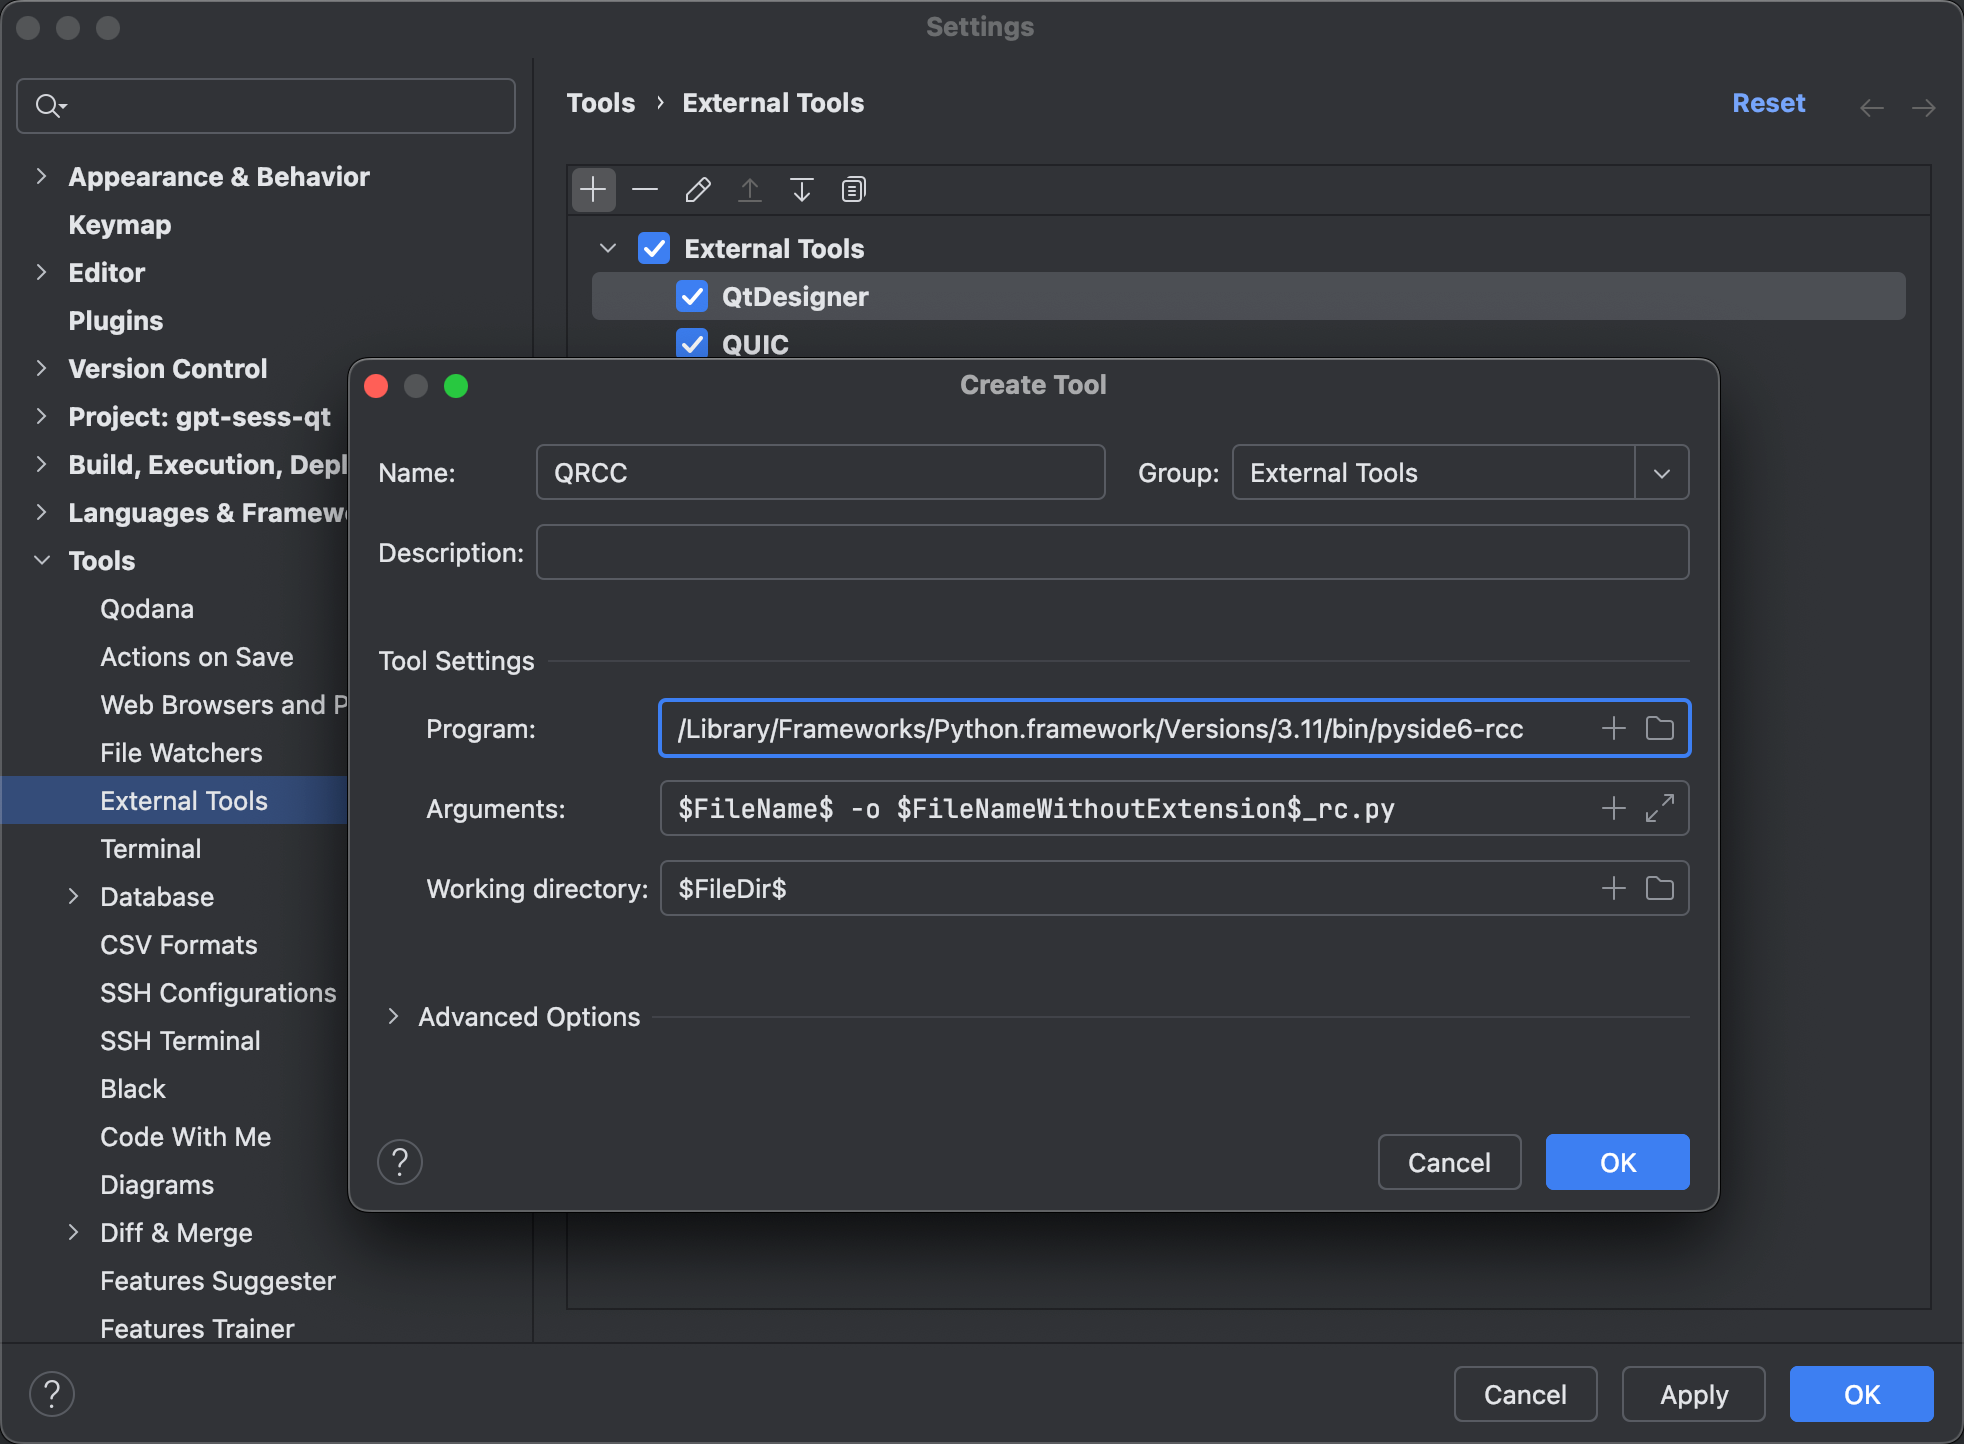 Settings
Tools › External Tools
Reset
Appearance & Behavior
Keymap
Editor
Plugins
Version Control
Project: gpt-sess-qt
Build, Execution, Depl
Languages & Framew
Tools
Qodana
Actions on Save
Web Browsers and P
File Watchers
External Tools
Terminal
Database
CSV Formats
SSH Configurations
SSH Terminal
Black
Code With Me
Diagrams
Diff & Merge
Features Suggester
Features Trainer
External Tools
QtDesigner
QUIC
Create Tool
Name: QRCC Group: External Tools
Description:
Tool Settings
Program: /Library/Frameworks/Python.framework/Versions/3.11/bin/pyside6-rcc
Arguments: $FileName$ -o $FileNameWithoutExtension$_rc.py
Working directory: $FileDir$
Advanced Options
? Cancel OK
? Cancel Apply OK